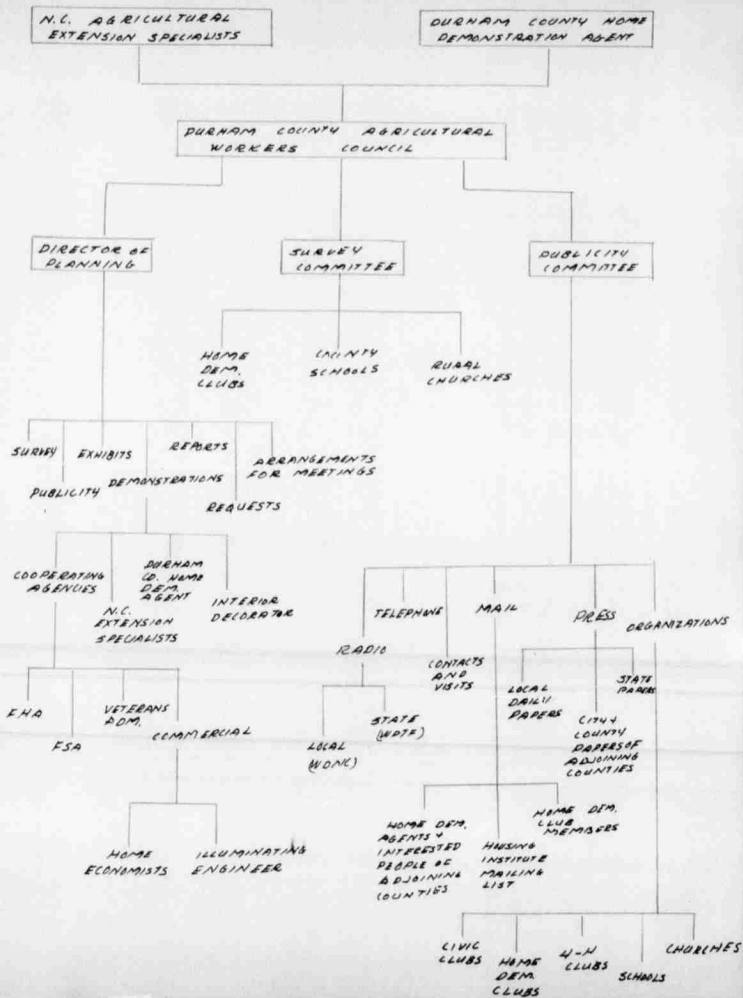 N.C. AGRICULTURAL
EXTENSION SPECIALISTS
DURHAM COUNTY HOME
DEMONSTRATION AGENT
DURHAM COUNTY AGRICULTURAL
WORKERS COUNCIL
DIRECTOR OF
PLANNING
SURVEY
COMMITTEE
PUBLICITY
COMMITTEE
HOME
DEM.
CLUBS
COUNTY
SCHOOLS
RURAL
CHURCHES
SURVEY
PUBLICITY
EXHIBITS
DEMONSTRATIONS
REPORTS
REQUESTS
ARRANGEMENTS
FOR MEETINGS
COOPERATING
AGENCIES
N.C.
EXTENSION
SPECIALISTS
DURHAM
CO. HOME
DEM.
AGENT
INTERIOR
DECORATOR
F.H.A
FSA
VETERANS
ADM.
COMMERCIAL
HOME
ECONOMISTS
ILLUMINATING
ENGINEER
RADIO
TELEPHONE
CONTACTS
AND
VISITS
MAIL
PRESS
ORGANIZATIONS
LOCAL
(WDNC)
STATE
(WPTF)
LOCAL
DAILY
PAPERS
CITY +
COUNTY
PAPERS OF
ADJOINING
COUNTIES
STATE
PAPERS
HOME DEM.
AGENTS +
INTERESTED
PEOPLE OF
ADJOINING
COUNTIES
HOUSING
INSTITUTE
MAILING
LIST
HOME DEM.
CLUB
MEMBERS
CIVIC
CLUBS
HOME
DEM.
CLUBS
4-H
CLUBS
SCHOOLS
CHURCHES